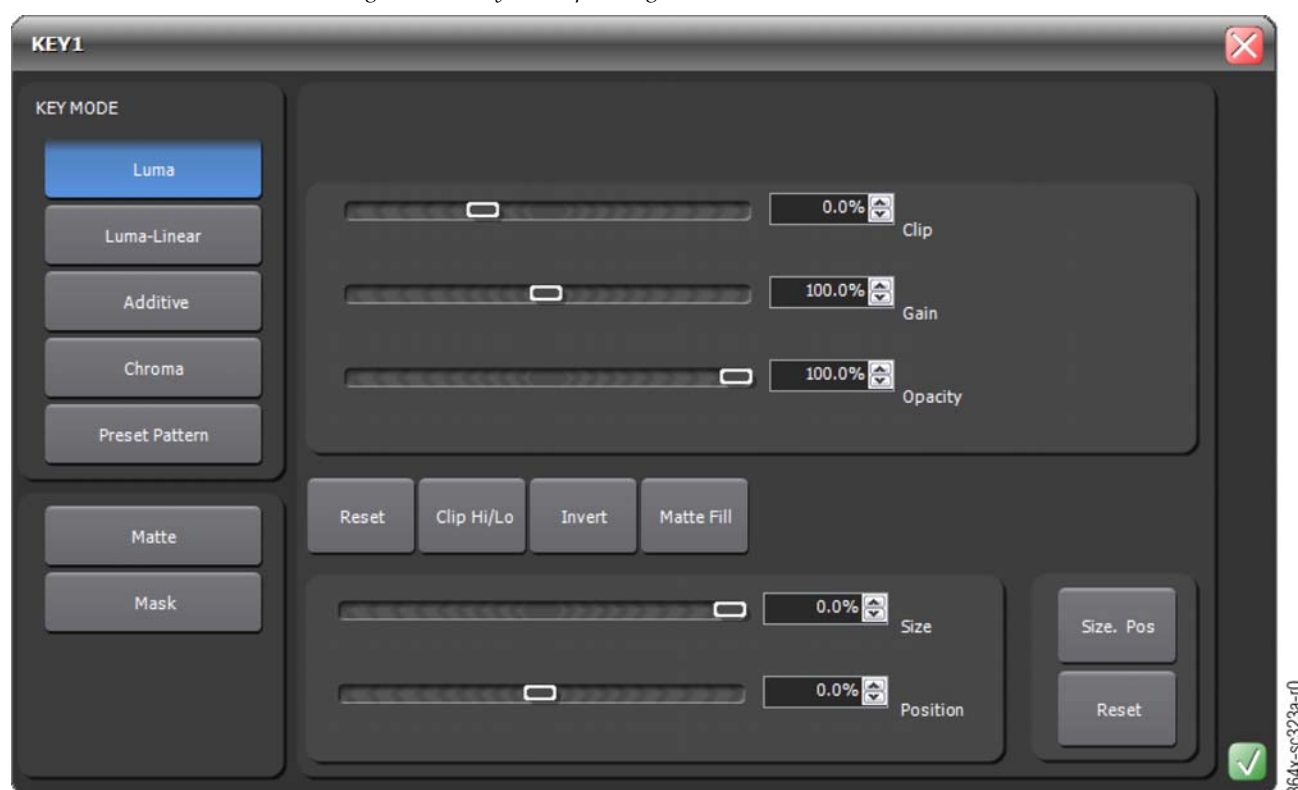 KEY1
KEY MODE
Luma
Luma-Linear
Additive
Chroma
Preset Pattern
Matte
Mask
0.0%
Clip
100.0%
Gain
100.0%
Opacity
Reset
Clip Hi/Lo
Invert
Matte Fill
0.0%
Size
0.0%
Position
Size. Pos
Reset